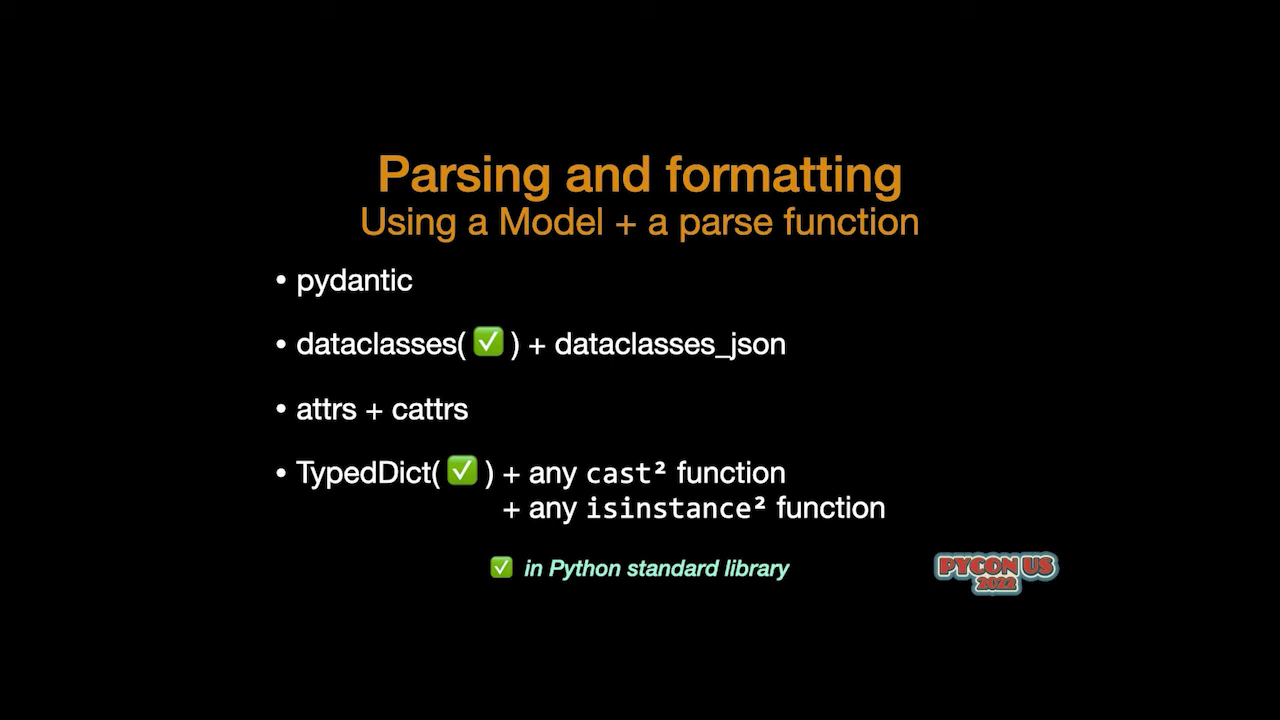 Parsing and formatting
Using a Model + a parse function
• pydantic
• dataclasses( ✅ ) + dataclasses_json
• attrs + cattrs
• TypedDict( ✅ ) + any cast² function
+ any isinstance² function
✅ in Python standard library
PYCON US
2022